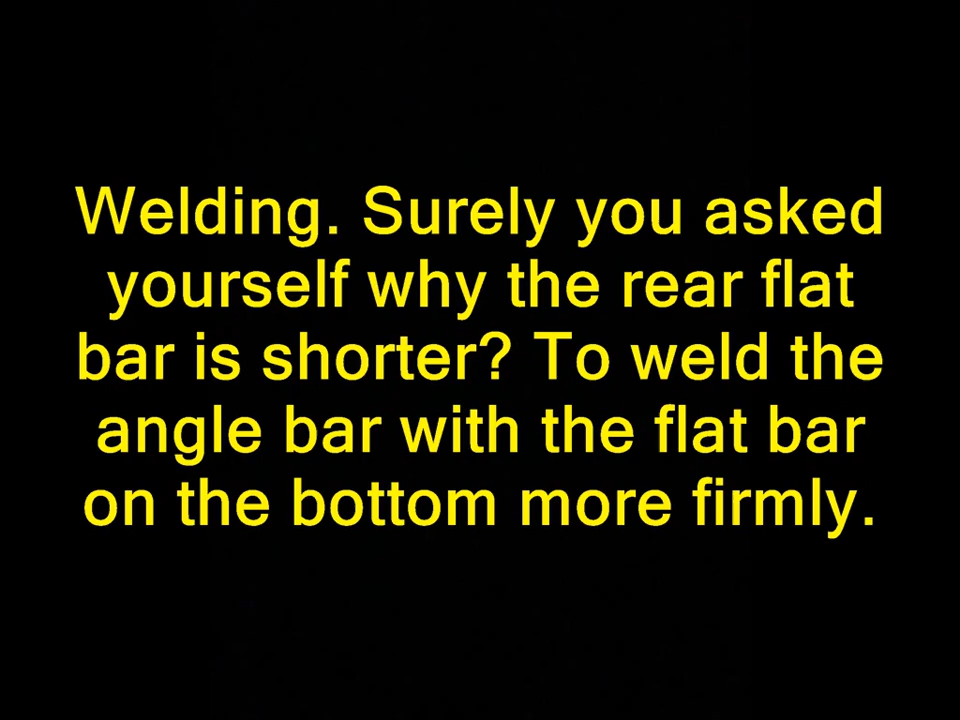 Welding. Surely you asked
yourself why the rear flat
bar is shorter? To weld the
angle bar with the flat bar
on the bottom more firmly.